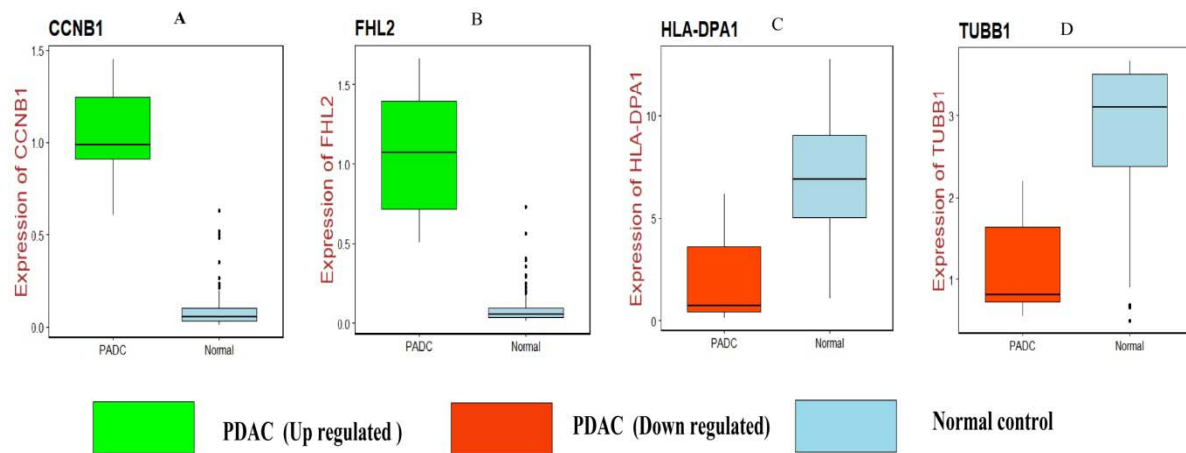 CCNB1 A
Expression of CCNB1
1.5
1.0
0.5
0.0
PADC Normal
FHL2 B
Expression of FHL2
1.5
1.0
0.5
0.0
PADC Normal
HLA-DPA1 C
Expression of HLA-DPA1
10
5
0
PADC Normal
TUBB1 D
Expression of TUBB1
3
2
1
PADC Normal
PDAC (Up regulated ) PDAC (Down regulated) Normal control